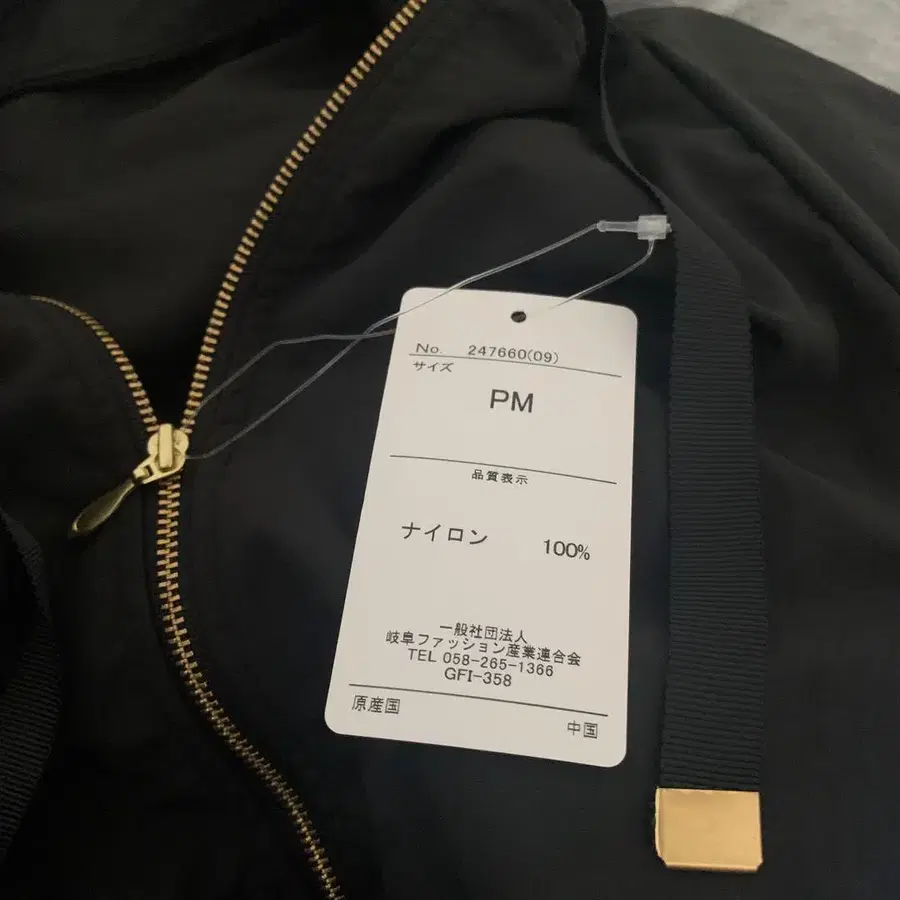 No. 247660(09)
サイズ
PM
品質表示
ナイロン 100%
一般社団法人
岐阜ファッション産業連合会
TEL 058-265-1366
GFI-358
原産国 中国